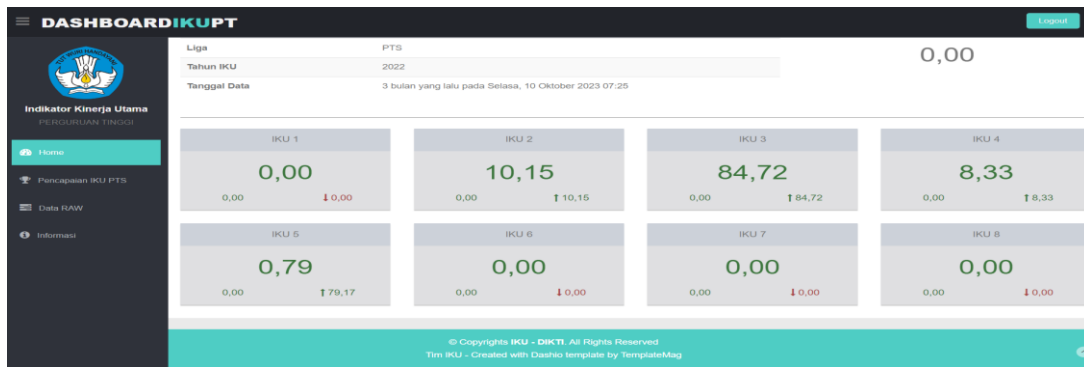 DASHBOARDIKUPT
Logout
Indikator Kinerja Utama
PERGURUAN TINGGI
Home
Pencapaian IKU PTS
Data RAW
Informasi
Liga PTS
Tahun IKU 2022
Tanggal Data 3 bulan yang lalu pada Selasa, 10 Oktober 2023 07:25
0,00
IKU 1
0,00
0,00 0,00
IKU 2
10,15
0,00 10,15
IKU 3
84,72
0,00 84,72
IKU 4
8,33
0,00 8,33
IKU 5
0,79
0,00 79,17
IKU 6
0,00
0,00 0,00
IKU 7
0,00
0,00 0,00
IKU 8
0,00
0,00 0,00
© Copyrights IKU - DIKTI. All Rights Reserved
Tim IKU - Created with Dashio template by TemplateMag